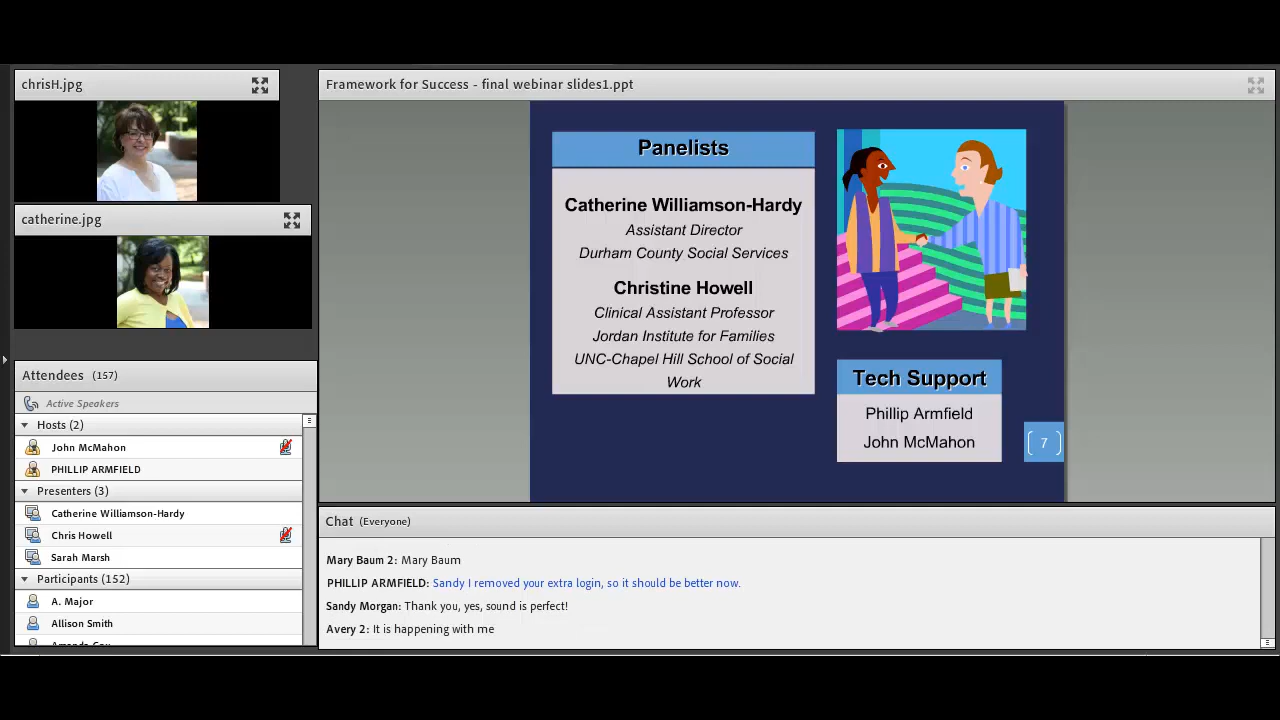 chrisH.jpg
catherine.jpg
Attendees (157)
Active Speakers
Hosts (2)
John McMahon
PHILLIP ARMFIELD
Presenters (3)
Catherine Williamson-Hardy
Chris Howell
Sarah Marsh
Participants (152)
A. Major
Allison Smith
Framework for Success - final webinar slides1.ppt
Panelists
Catherine Williamson-Hardy
Assistant Director
Durham County Social Services
Christine Howell
Clinical Assistant Professor
Jordan Institute for Families
UNC-Chapel Hill School of Social
Work
Tech Support
Phillip Armfield
John McMahon
7
Chat (Everyone)
Mary Baum 2: Mary Baum
PHILLIP ARMFIELD: Sandy I removed your extra login, so it should be better now.
Sandy Morgan: Thank you, yes, sound is perfect!
Avery 2: It is happening with me